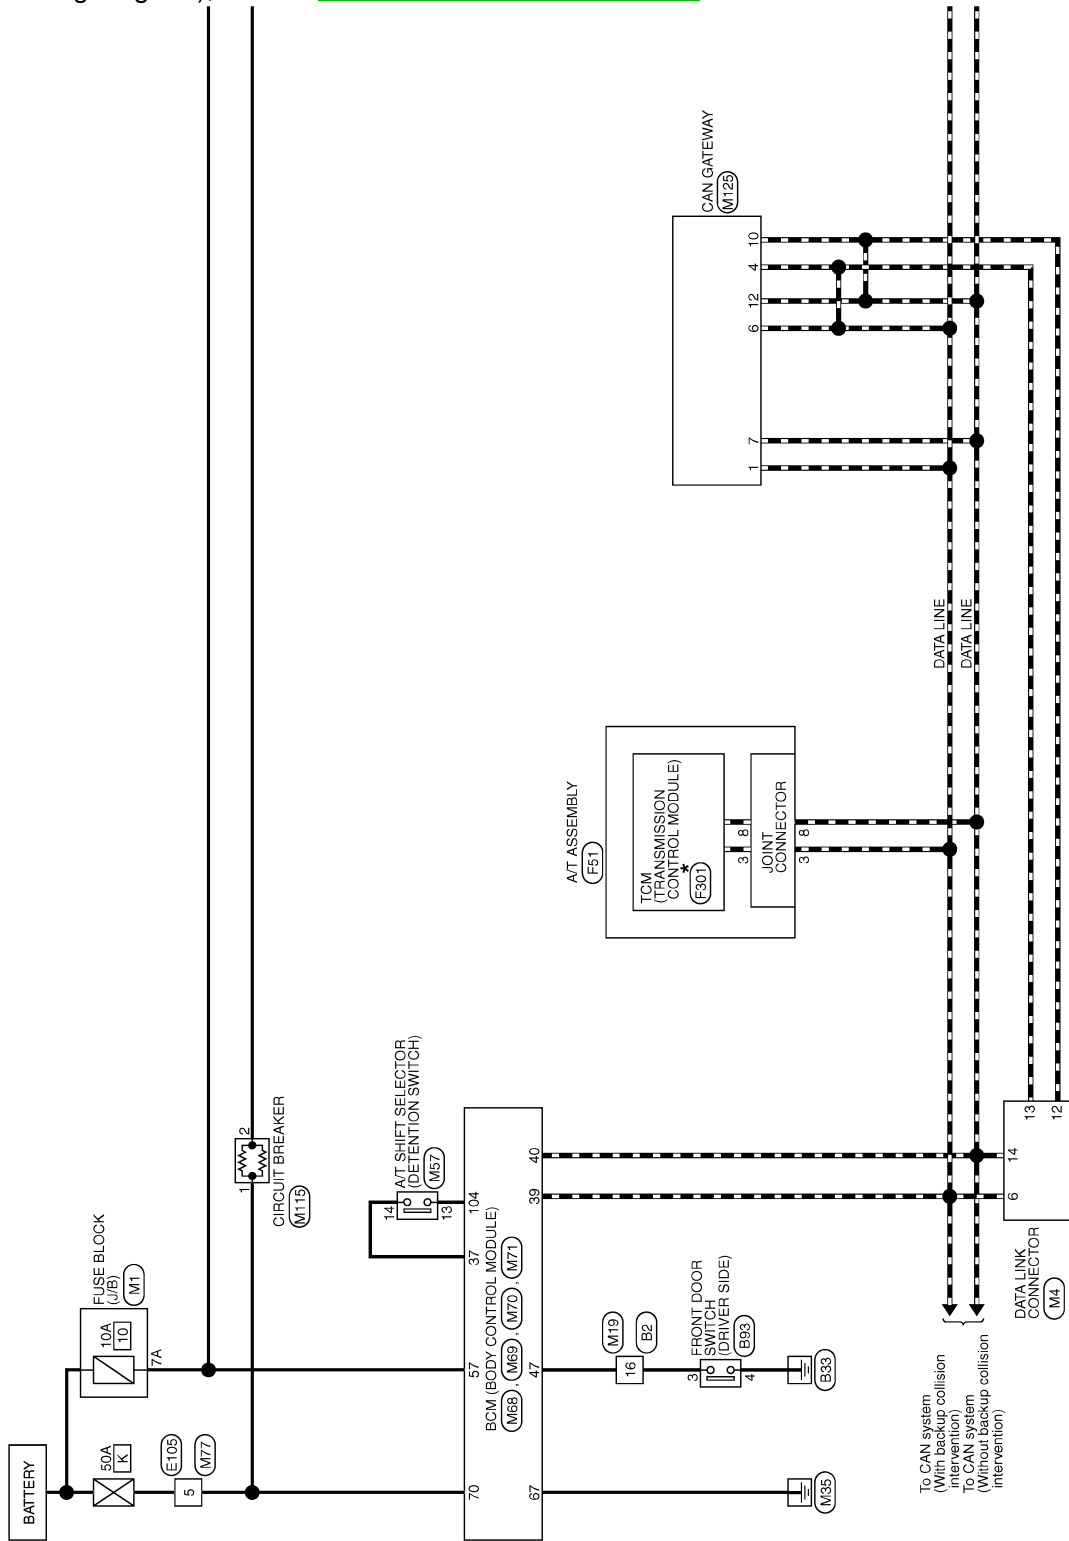 BATTERY
50A
K
5
E105
M77
FUSE BLOCK
(J/B)
M1
10A
10
7A
1
2
CIRCUIT BREAKER
M115
A/T SHIFT SELECTOR
(DETENTION SWITCH)
M57
14
13
70
57
37
104
BCM (BODY CONTROL MODULE)
M68 , M69 , M70 , M71
67
47
39
40
16
M19
B2
FRONT DOOR
SWITCH
(DRIVER SIDE)
B93
3
4
B33
M35
A/T ASSEMBLY
F51
TCM
(TRANSMISSION
CONTROL MODULE)
*
F301
3
8
JOINT
CONNECTOR
3
8
DATA LINE
DATA LINE
CAN GATEWAY
M125
1
7
6
12
4
10
To CAN system
(With backup collision
intervention)
To CAN system
(Without backup collision
intervention)
DATA LINK
CONNECTOR
M4
6
14
13
12